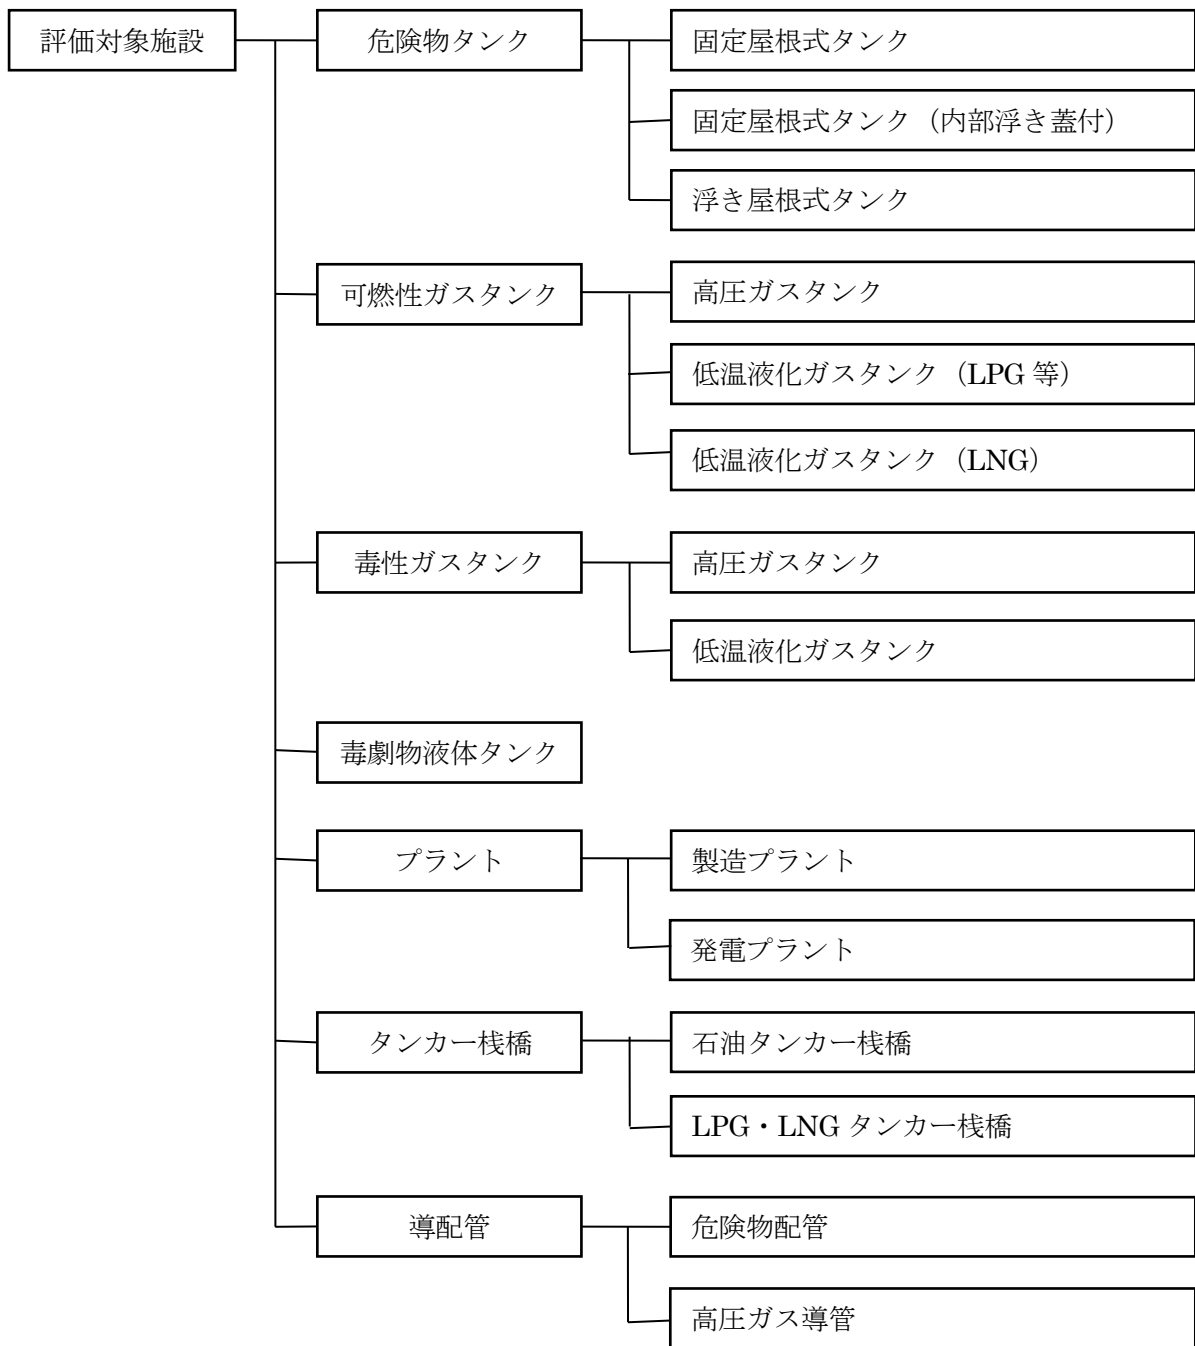 評価対象施設
危険物タンク
固定屋根式タンク
固定屋根式タンク（内部浮き蓋付）
浮き屋根式タンク
可燃性ガスタンク
高圧ガスタンク
低温液化ガスタンク（LPG 等）
低温液化ガスタンク（LNG）
毒性ガスタンク
高圧ガスタンク
低温液化ガスタンク
毒劇物液体タンク
プラント
製造プラント
発電プラント
タンカー桟橋
石油タンカー桟橋
LPG・LNG タンカー桟橋
導配管
危険物配管
高圧ガス導管